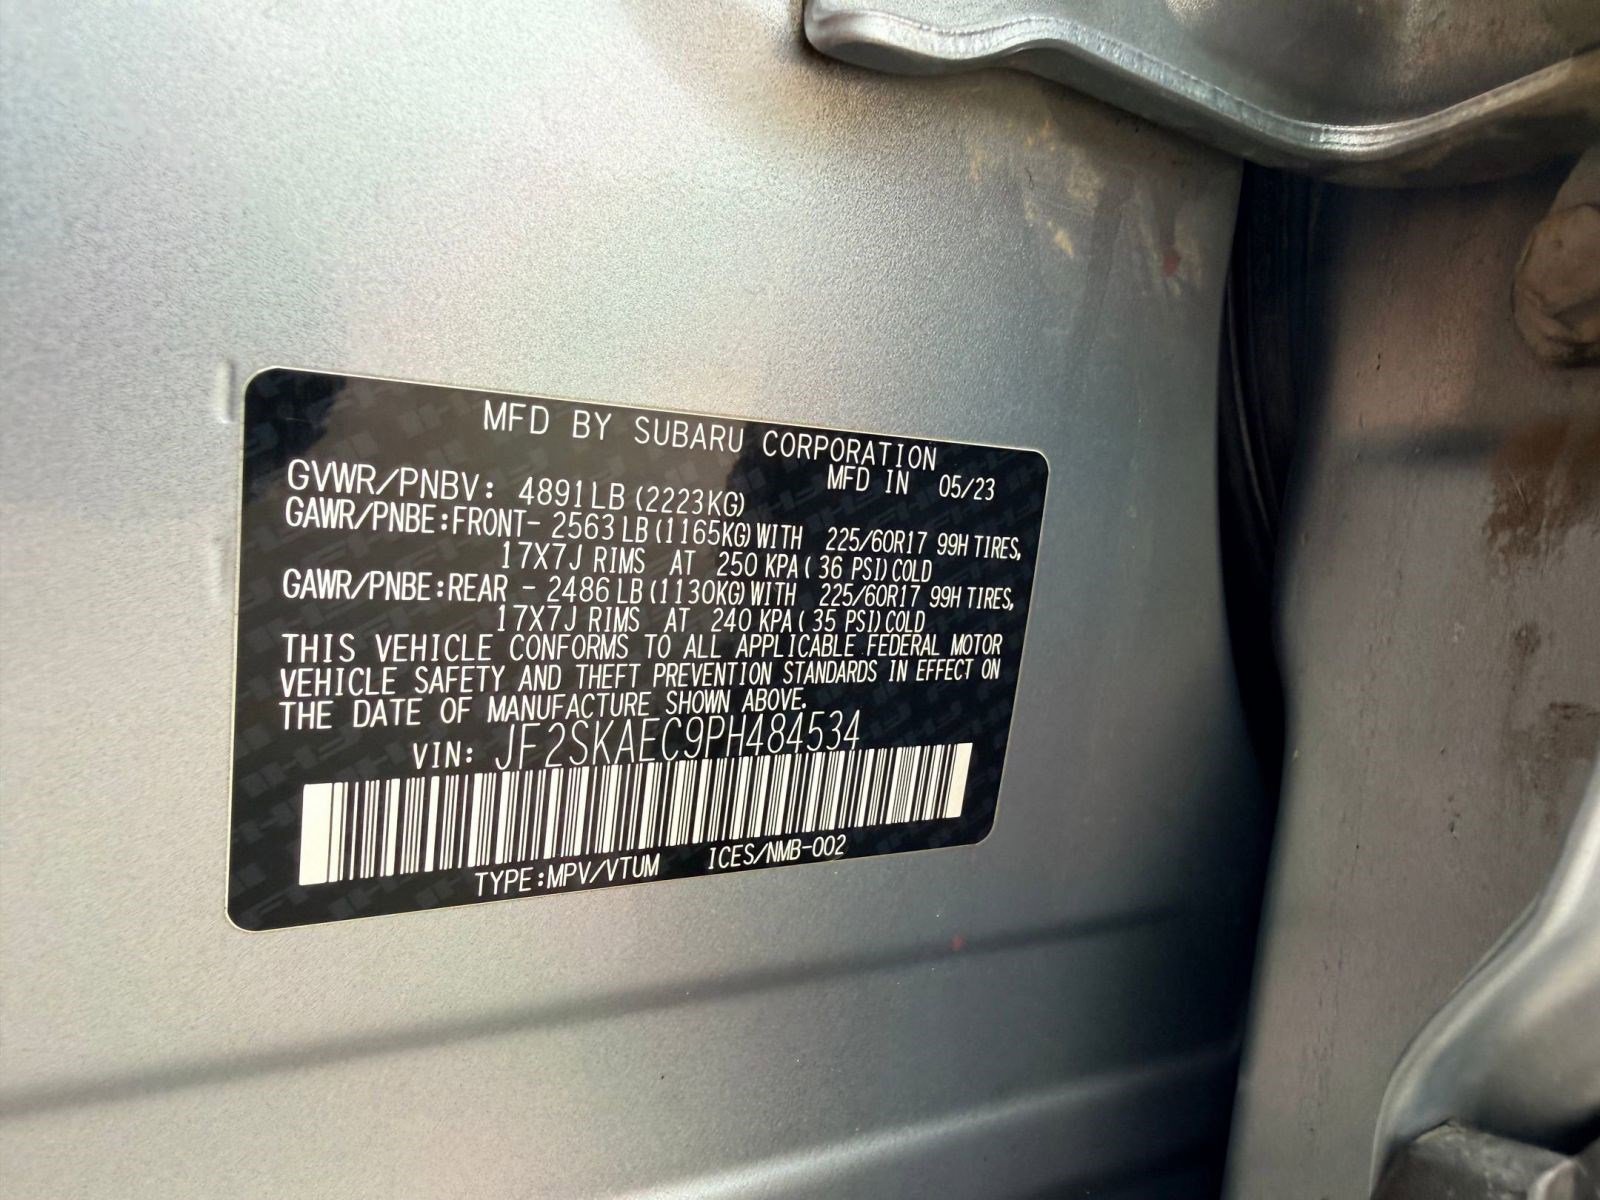 MFD BY SUBARU CORPORATION
MFD IN 05/23
GVWR/PNBV: 4891LB (2223KG)
GAWR/PNBE:FRONT- 2563LB (1165KG) WITH 225/60R17 99H TIRES,
17X7J RIMS AT 250 KPA( 36 PSI) COLD
GAWR/PNBE:REAR - 2486LB (1130KG) WITH 225/60R17 99H TIRES,
17X7J RIMS AT 240 KPA( 35 PSI) COLD
THIS VEHICLE CONFORMS TO ALL APPLICABLE FEDERAL MOTOR
VEHICLE SAFETY AND THEFT PREVENTION STANDARDS IN EFFECT ON
THE DATE OF MANUFACTURE SHOWN ABOVE.
VIN: JF2SKAEC9PH484534
TYPE:MPV/VTUM ICES/NMB-002